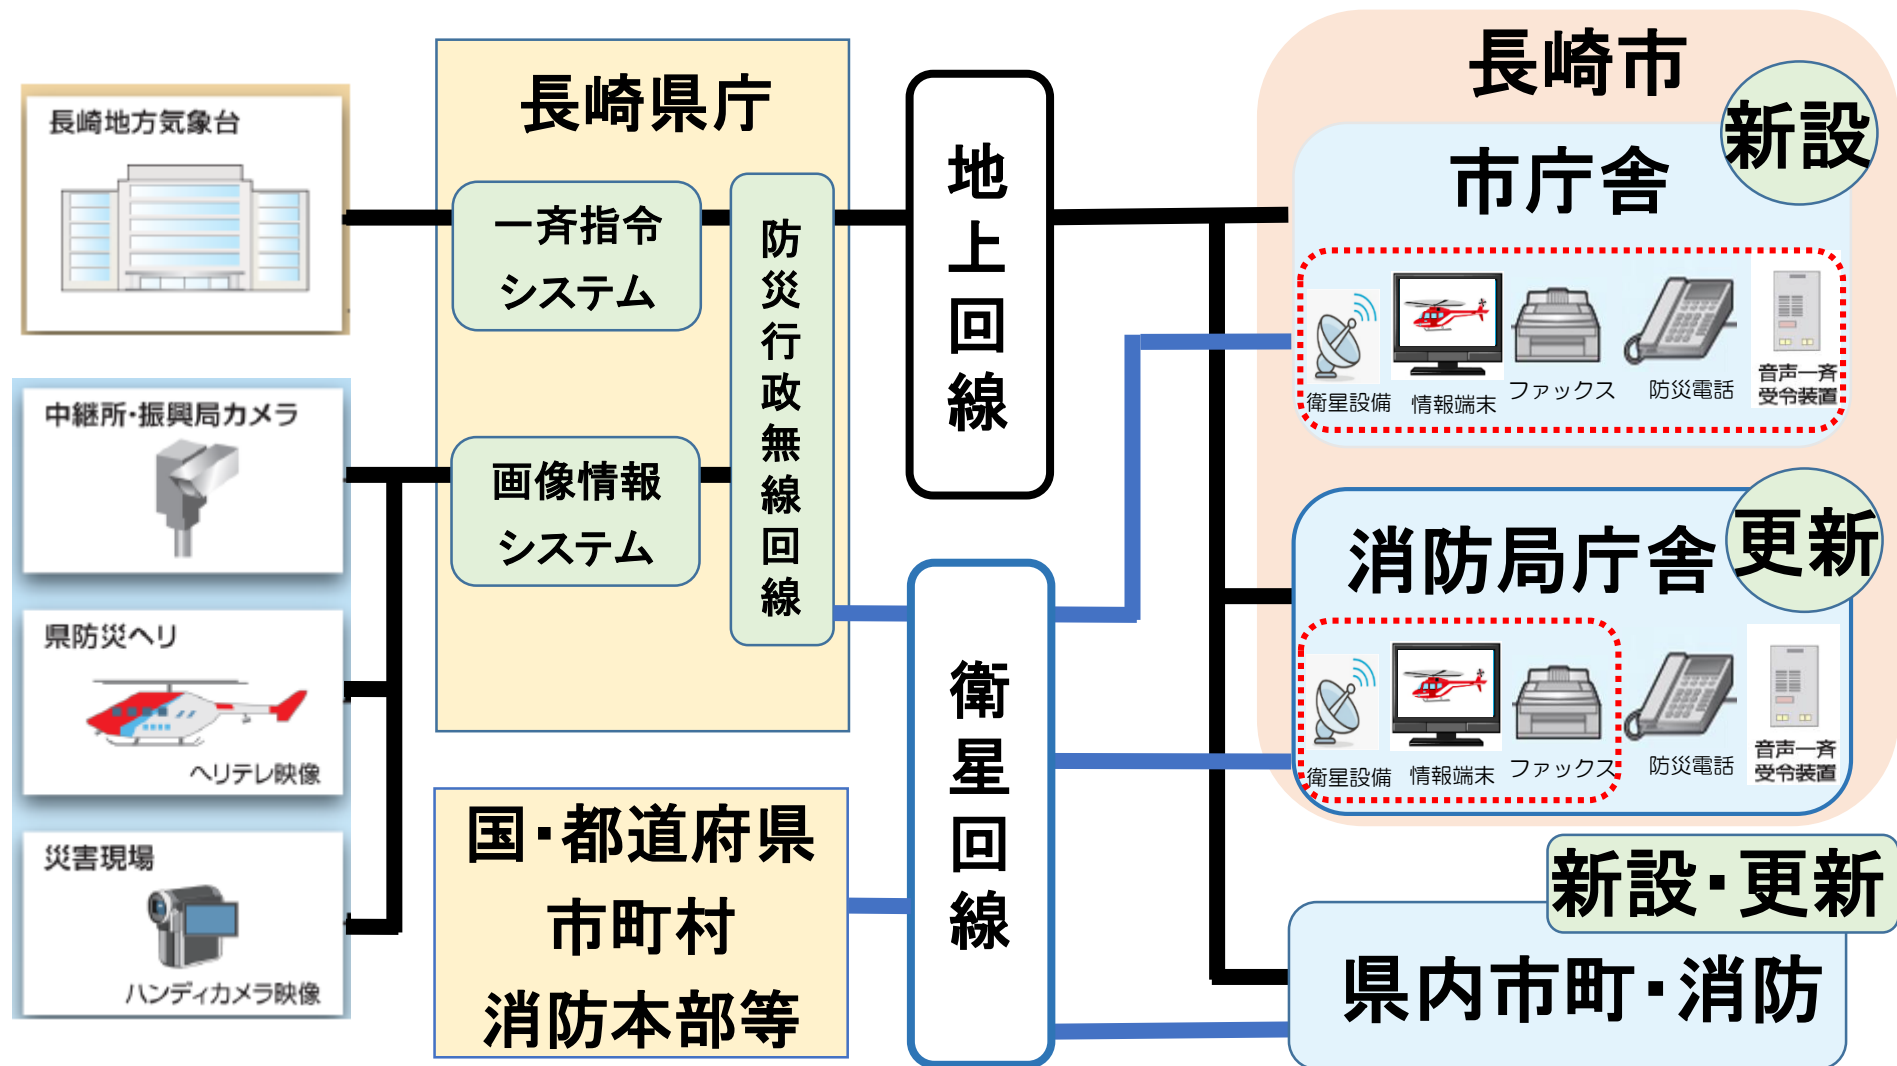 長崎地方気象台
中継所・振興局カメラ
県防災ヘリ
ヘリテレ映像
災害現場
ハンディカメラ映像
長崎県庁
一斉指令
システム
画像情報
システム
防災行政無線回線
国・都道府県
市町村
消防本部等
地上回線
衛星回線
長崎市
新設
市庁舎
衛星設備
情報端末
ファックス
防災電話
音声一斉
受令装置
更新
消防局庁舎
衛星設備
情報端末
ファックス
防災電話
音声一斉
受令装置
新設・更新
県内市町・消防